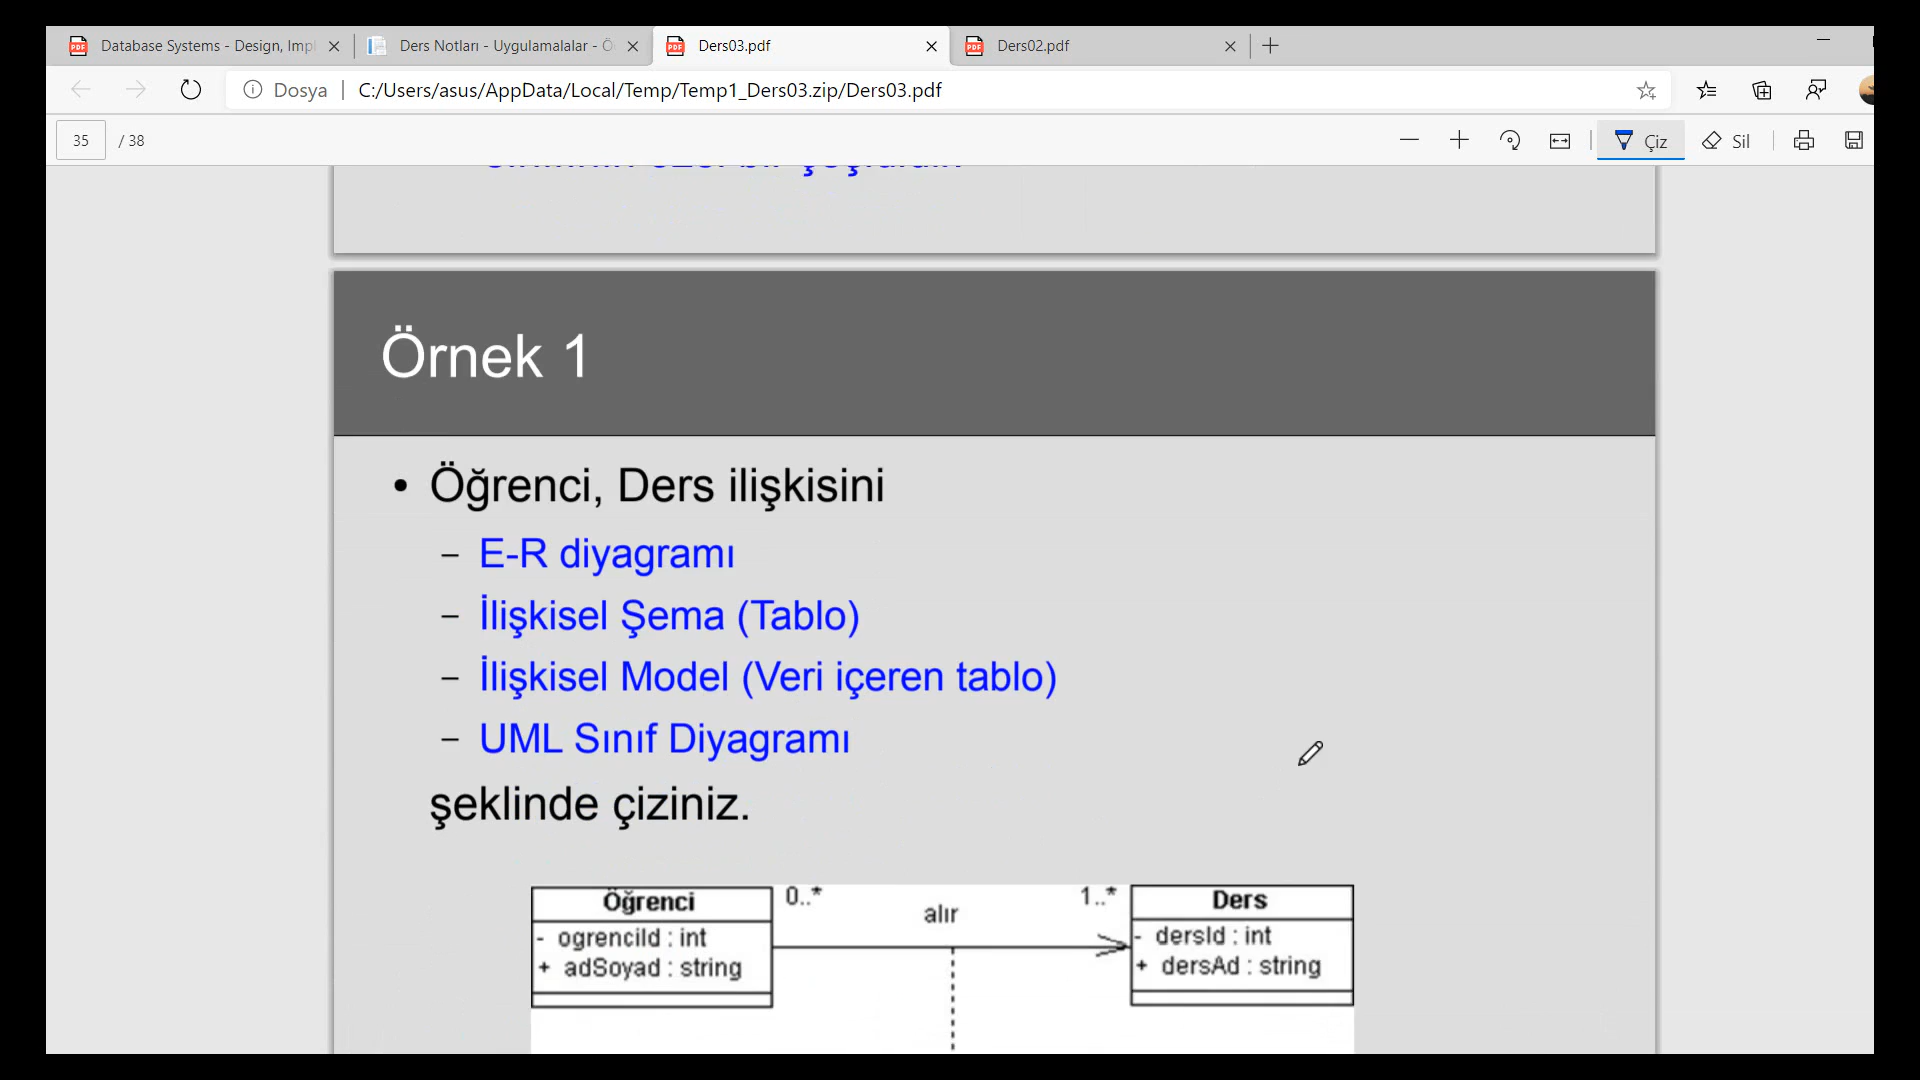 Database Systems - Design, Impl
Ders Notları - Uygulamalalar - Ö
Ders03.pdf
Ders02.pdf
Dosya
C:/Users/asus/AppData/Local/Temp/Temp1_Ders03.zip/Ders03.pdf
35 / 38
Çiz
Sil
Örnek 1
• Öğrenci, Ders ilişkisini
– E-R diyagramı
– İlişkisel Şema (Tablo)
– İlişkisel Model (Veri içeren tablo)
– UML Sınıf Diyagramı
şeklinde çiziniz.
Öğrenci
- ogrenciId : int
+ adSoyad : string
0..*
alır
1..*
Ders
- dersId : int
+ dersAd : string